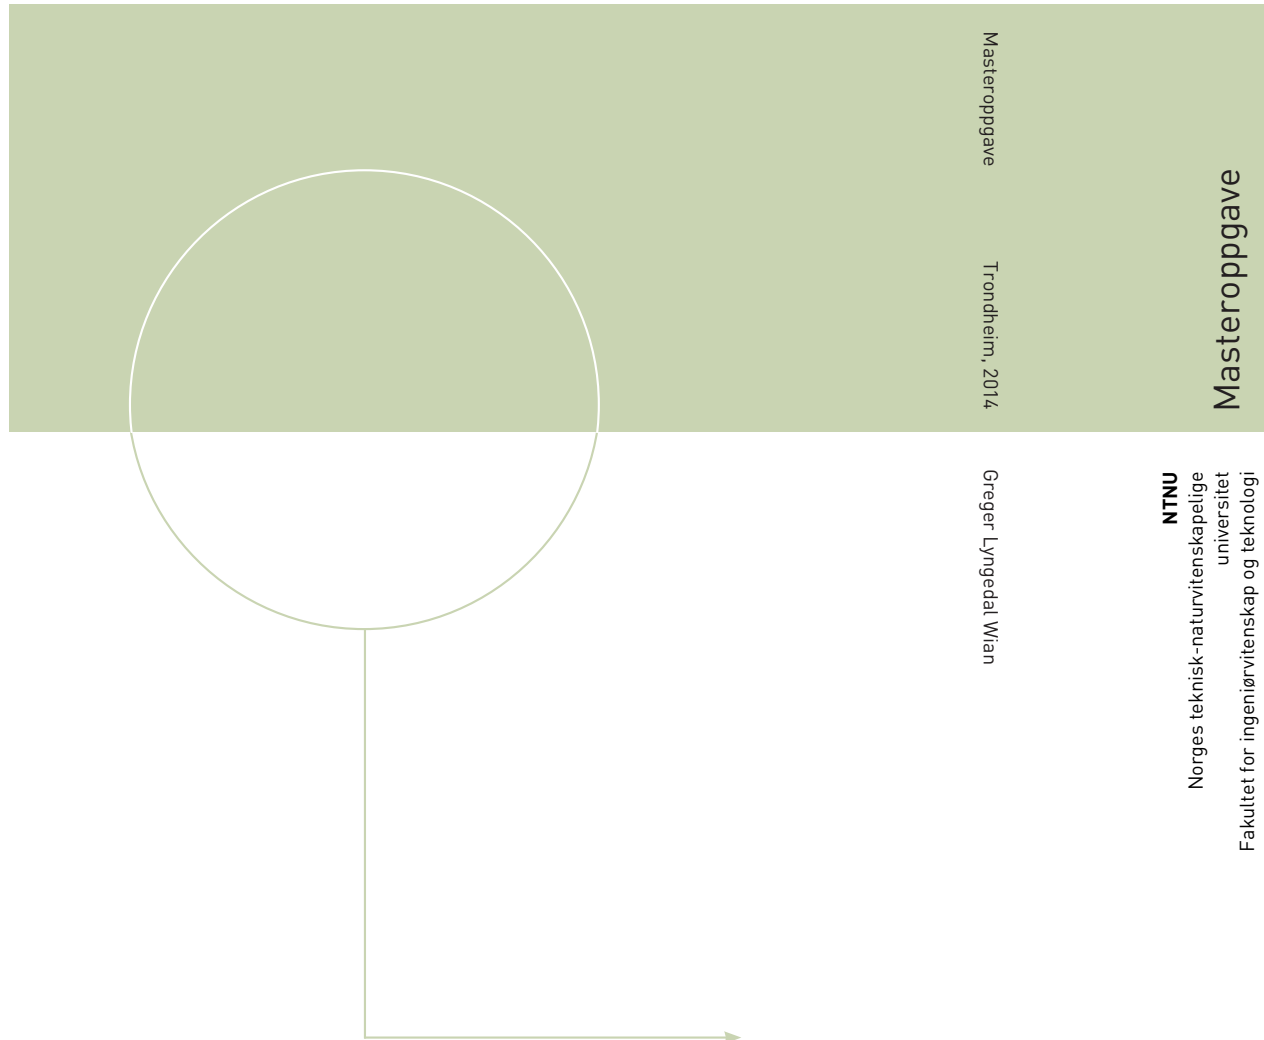 Masteroppgave
Trondheim, 2014
Greger Lyngedal Wian
Masteroppgave
NTNU
Norges teknisk-naturvitenskapelige
universitet
Fakultet for ingeniørvitenskap og teknologi